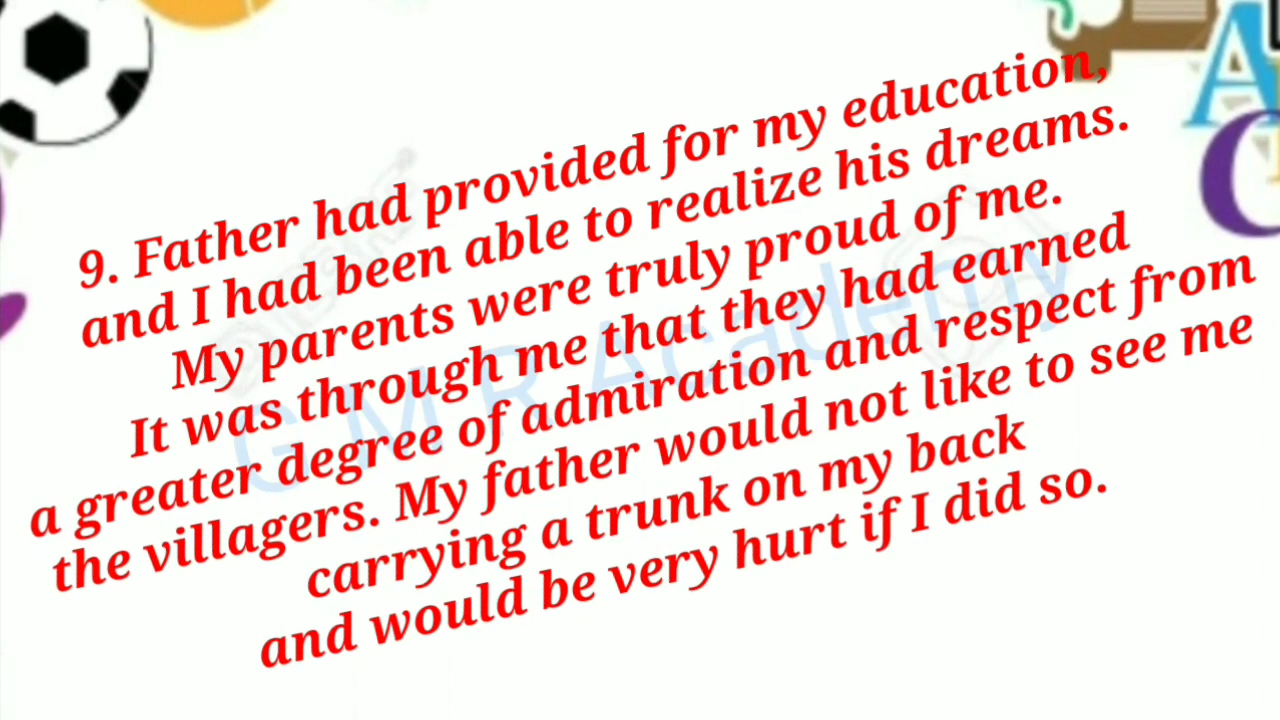 9. Father had provided for my education,
and I had been able to realize his dreams.
My parents were truly proud of me.
It was through me that they had earned
a greater degree of admiration and respect from
the villagers. My father would not like to see me
carrying a trunk on my back
and would be very hurt if I did so.
G M R Academy
A